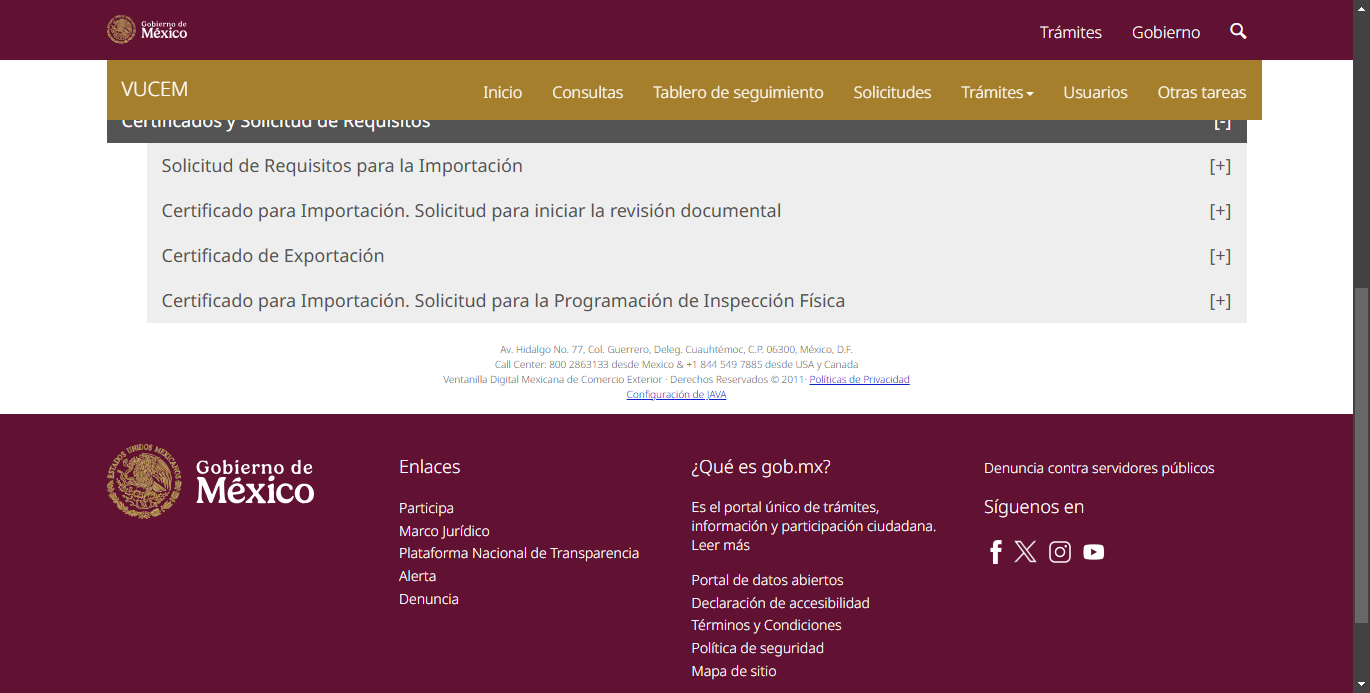 Gobierno de
México
Trámites
Gobierno
VUCEM
Inicio
Consultas
Tablero de seguimiento
Solicitudes
Trámites
Usuarios
Otras tareas
Certificados y Solicitud de Requisitos
[-]
Solicitud de Requisitos para la Importación
[+]
Certificado para Importación. Solicitud para iniciar la revisión documental
[+]
Certificado de Exportación
[+]
Certificado para Importación. Solicitud para la Programación de Inspección Física
[+]
Av. Hidalgo No. 77, Col. Guerrero, Deleg. Cuauhtémoc, C.P. 06300, México, D.F.
Call Center: 800 2863133 desde Mexico & +1 844 549 7885 desde USA y Canada
Ventanilla Digital Mexicana de Comercio Exterior · Derechos Reservados © 2011· Políticas de Privacidad
Configuración de JAVA
ESTADOS UNIDOS MEXICANOS
Gobierno de
México
Enlaces
Participa
Marco Jurídico
Plataforma Nacional de Transparencia
Alerta
Denuncia
¿Qué es gob.mx?
Es el portal único de trámites,
información y participación ciudadana.
Leer más
Portal de datos abiertos
Declaración de accesibilidad
Términos y Condiciones
Política de seguridad
Mapa de sitio
Denuncia contra servidores públicos
Síguenos en